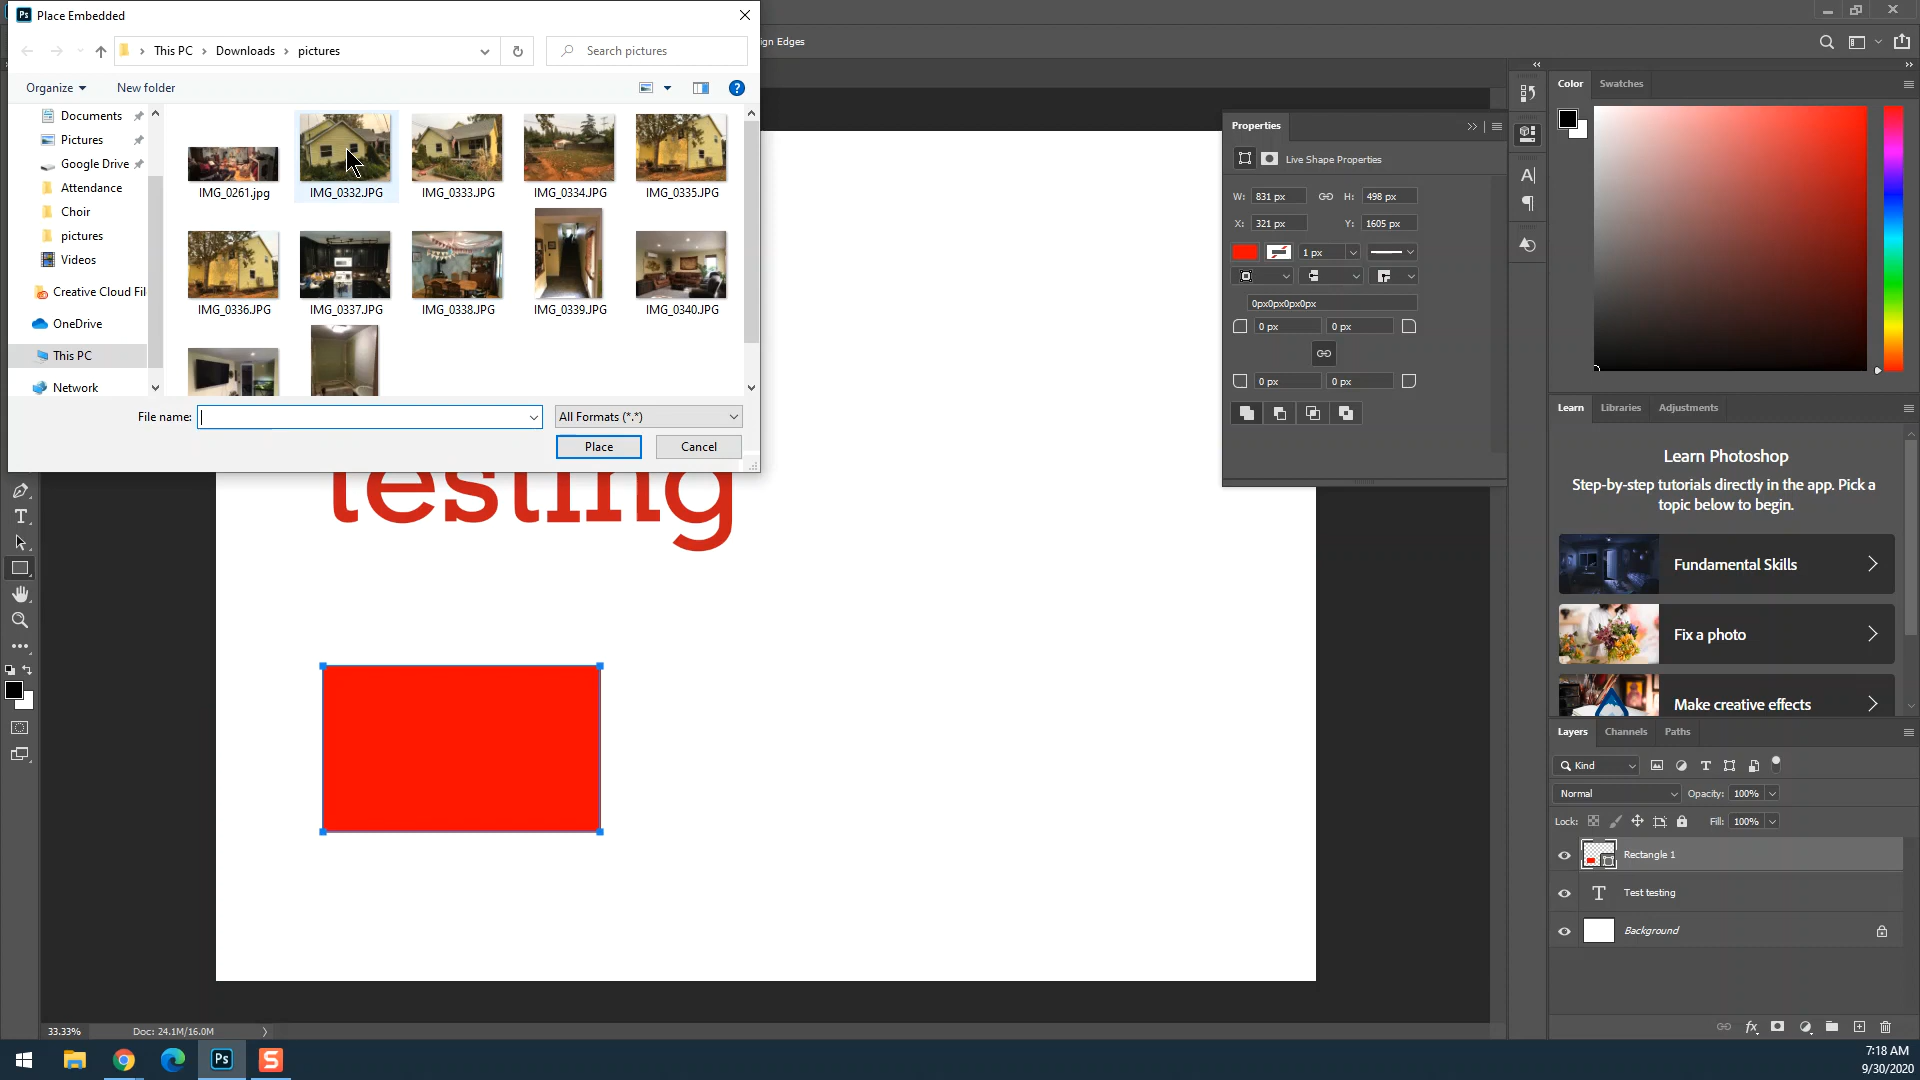 Ps Place Embedded
This PC > Downloads > pictures
Search pictures
Organize
New folder
Documents
Pictures
Google Drive
Attendance
Choir
pictures
Videos
Creative Cloud Fil
OneDrive
This PC
Network
IMG_0261.jpg
IMG_0332.JPG
IMG_0333.JPG
IMG_0334.JPG
IMG_0335.JPG
IMG_0336.JPG
IMG_0337.JPG
IMG_0338.JPG
IMG_0339.JPG
IMG_0340.JPG
File name:
All Formats (*.*)
Place
Cancel
ign Edges
testing
Properties
Live Shape Properties
W: 831 px H: 498 px
X: 321 px Y: 1605 px
1 px
0px0px0px0px
0 px 0 px
0 px 0 px
Color Swatches
Learn Libraries Adjustments
Learn Photoshop
Step-by-step tutorials directly in the app. Pick a
topic below to begin.
Fundamental Skills
Fix a photo
Make creative effects
Layers Channels Paths
Kind
Normal Opacity: 100%
Lock: Fill: 100%
Rectangle 1
Test testing
Background
33.33% Doc: 24.1M/16.0M
Ps
S
7:18 AM
9/30/2020